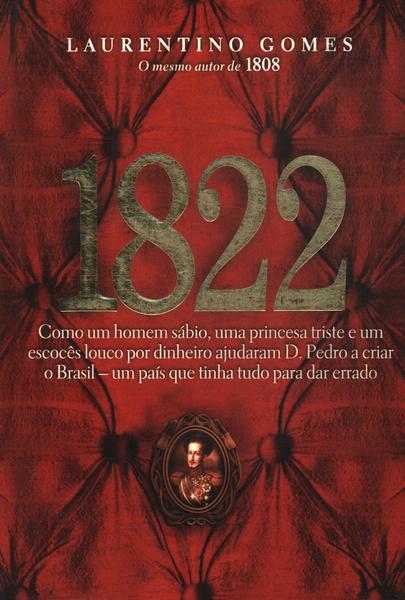 LAURENTINO GOMES
O mesmo autor de 1808
1822
Como um homem sábio, uma princesa triste e um
escocês louco por dinheiro ajudaram D. Pedro a criar
o Brasil – um país que tinha tudo para dar errado